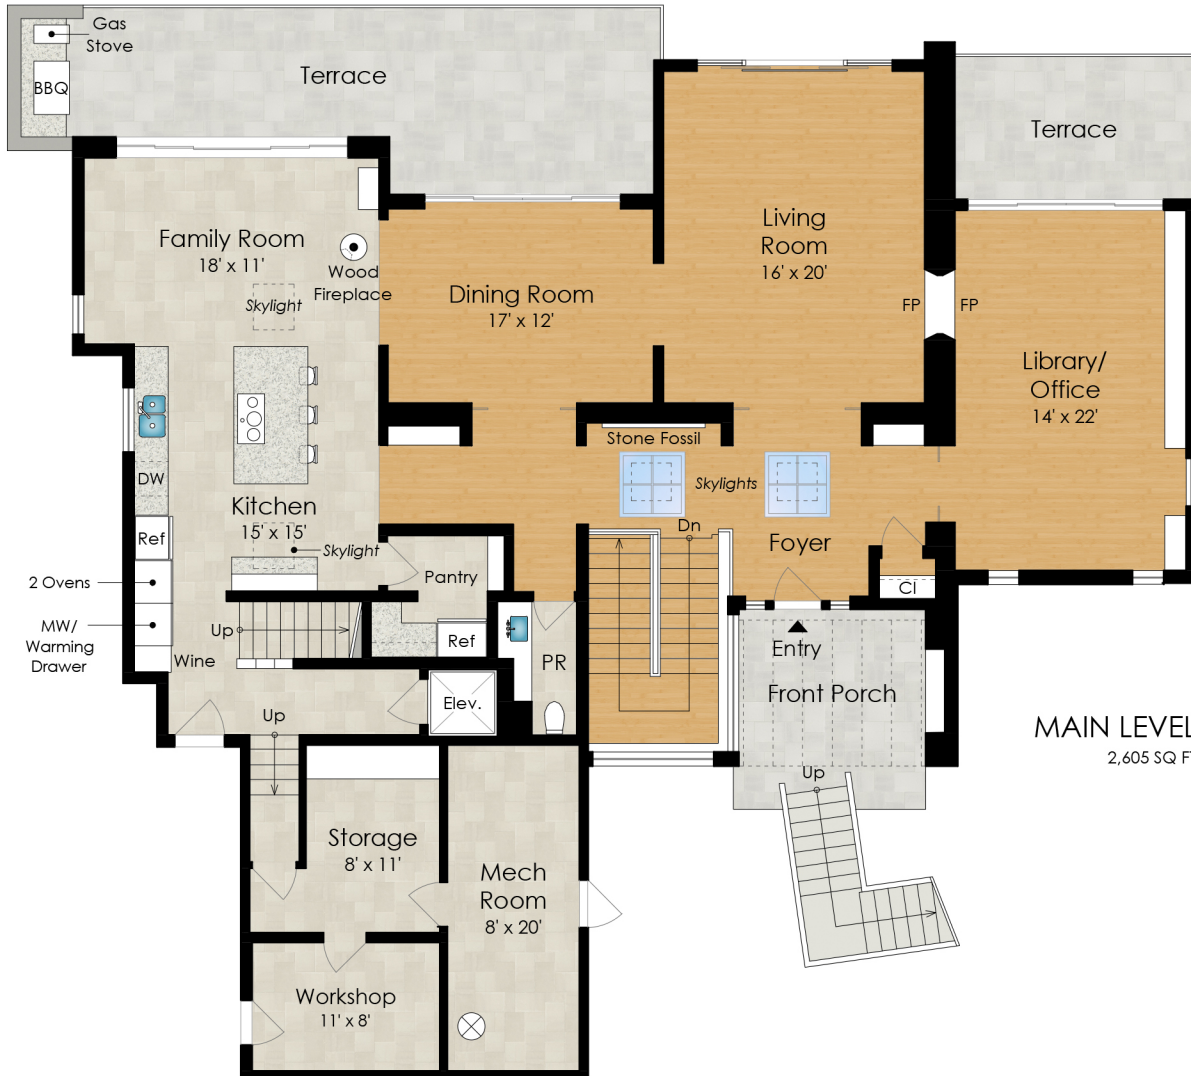 Gas
Stove
BBQ
Terrace
Terrace
Family Room
18' x 11'
Wood
Fireplace
Skylight
Dining Room
17' x 12'
Living
Room
16' x 20'
FP
FP
Library/
Office
14' x 22'
Stone Fossil
Skylights
DW
Kitchen
15' x 15'
Ref
Skylight
Dn
Foyer
Pantry
2 Ovens
Cl
MW/
Warming
Drawer
Up
Ref
Wine
PR
Entry
Front Porch
Elev.
Up
MAIN LEVEL
2,605 SQ F
Up
Storage
8' x 11'
Mech
Room
8' x 20'
Workshop
11' x 8'